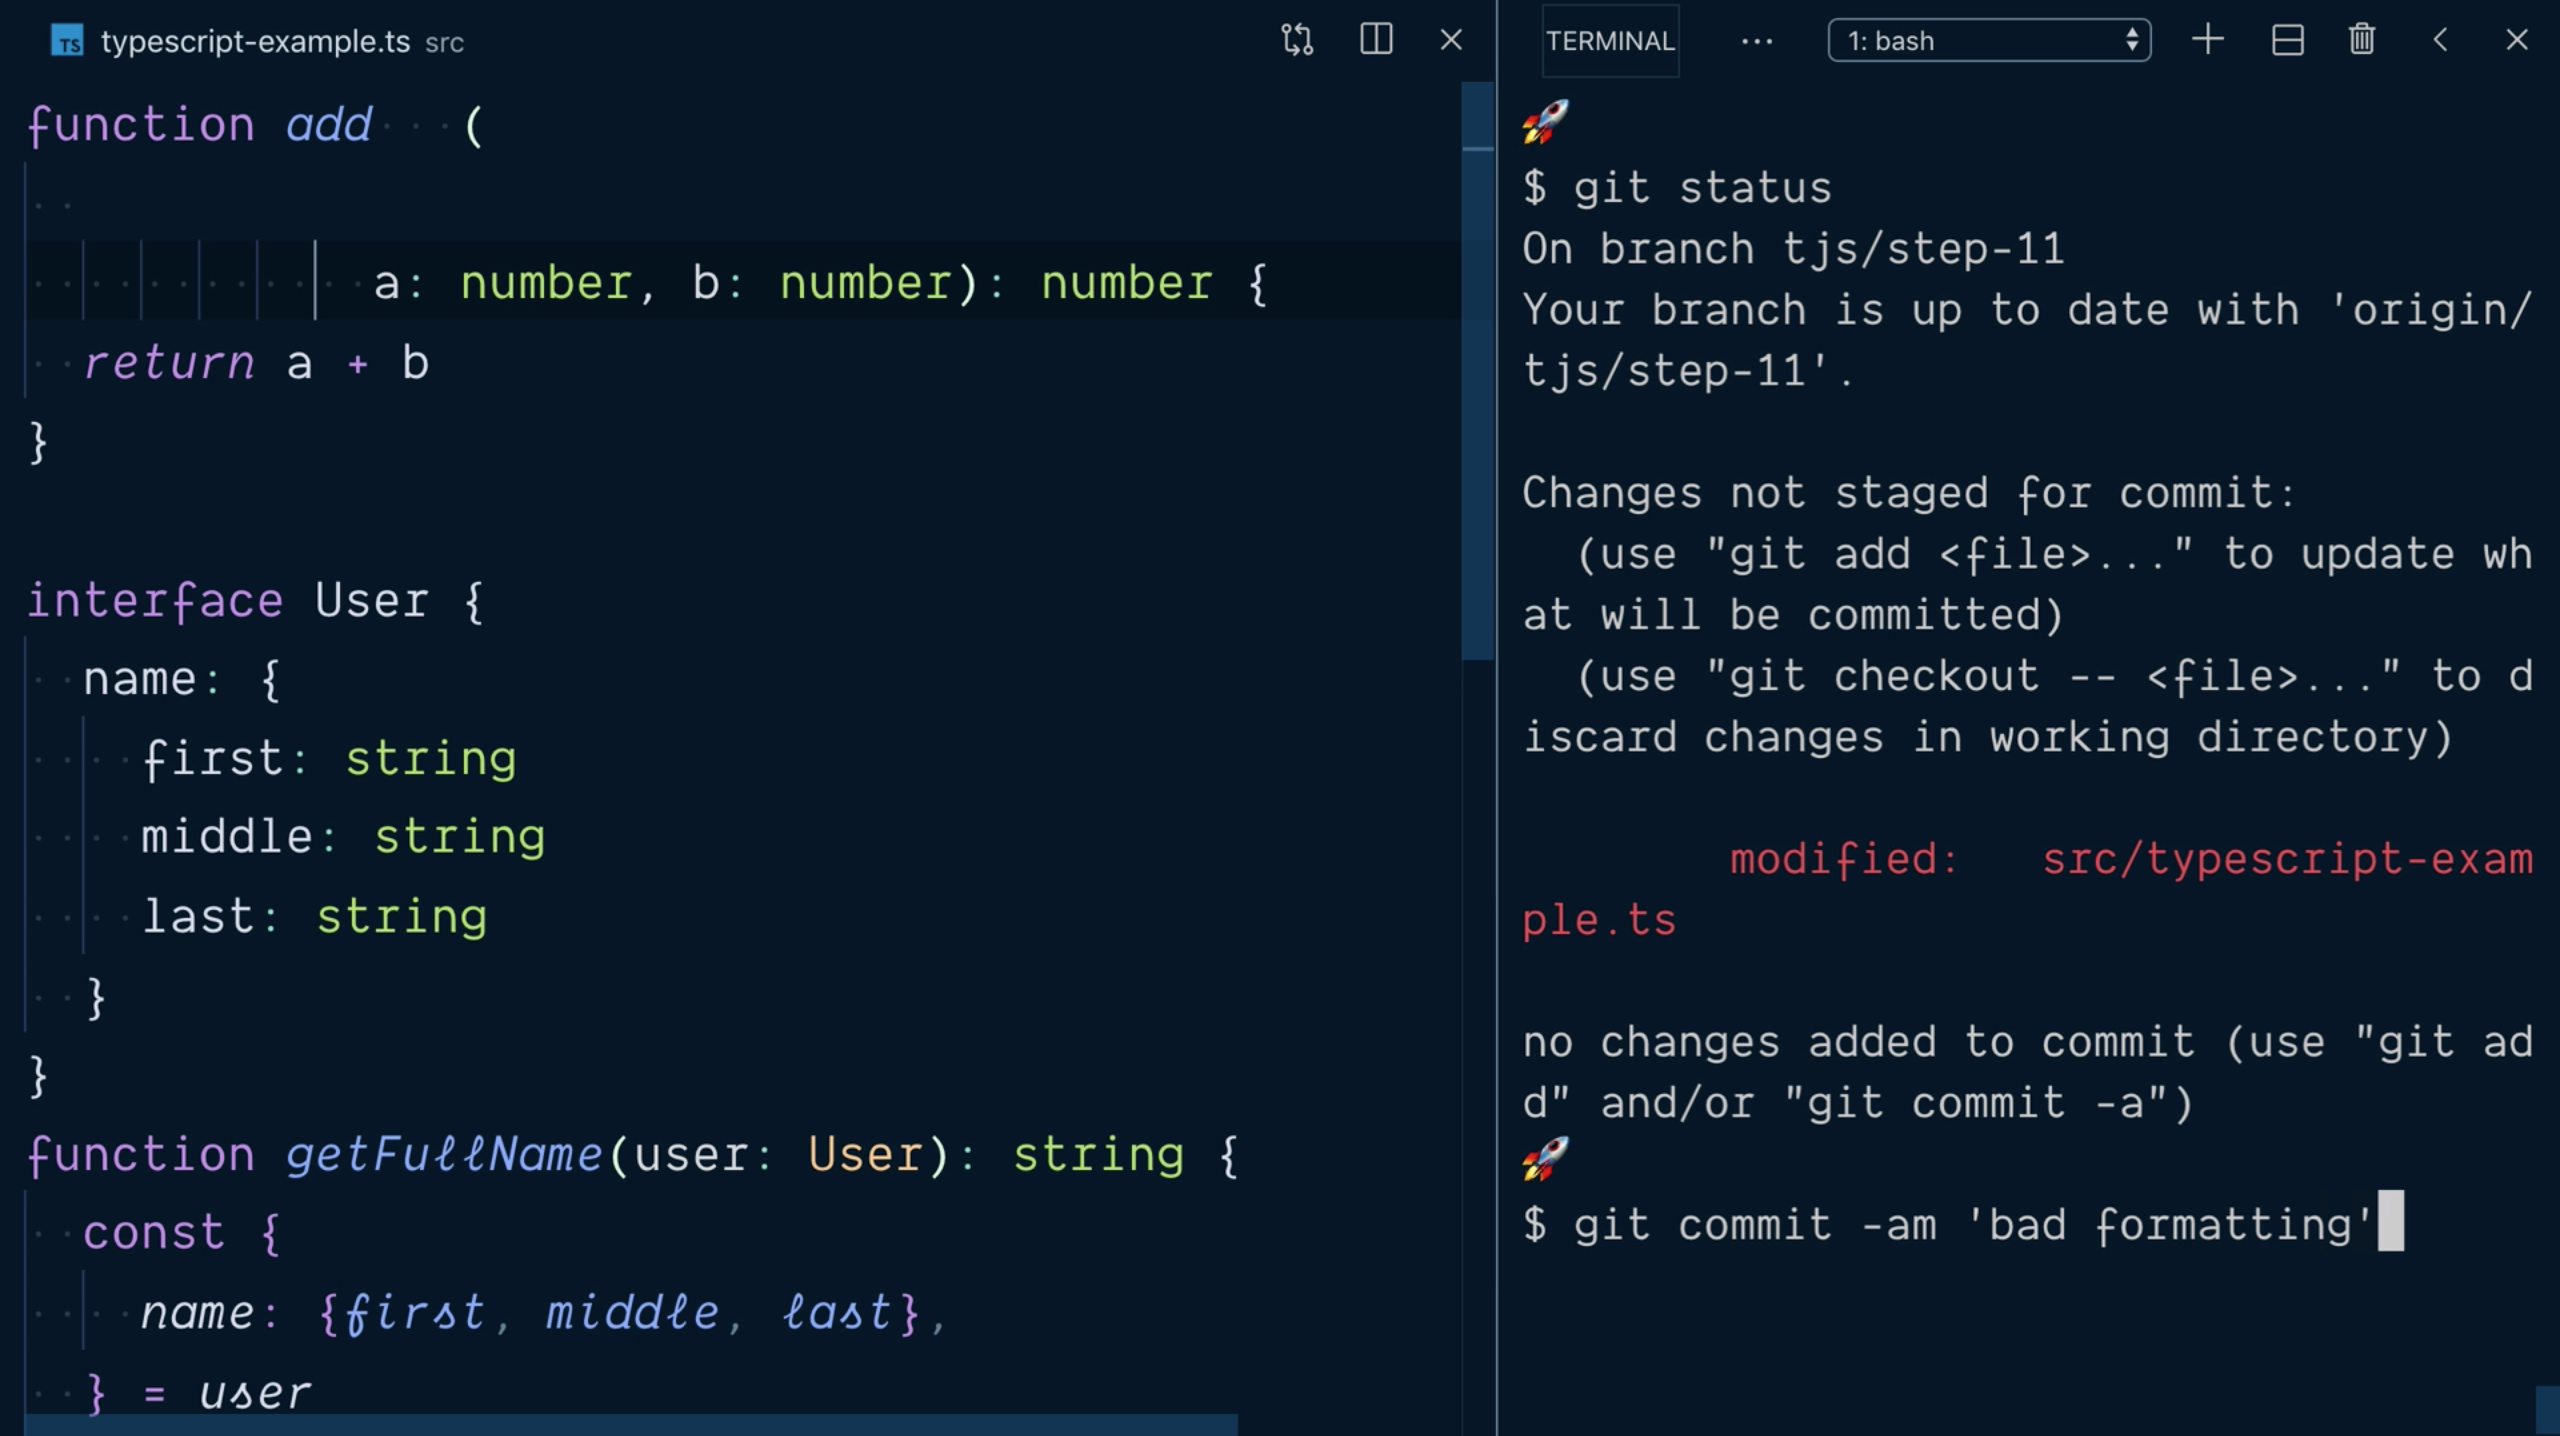 TS typescript-example.ts src
function add (
a: number, b: number): number {
return a + b
}
interface User {
name: {
first: string
middle: string
last: string
}
}
function getFullName(user: User): string {
const {
name: {first, middle, last},
} = user
TERMINAL ... 1: bash
$ git status
On branch tjs/step-11
Your branch is up to date with 'origin/
tjs/step-11'.
Changes not staged for commit:
(use "git add <file>..." to update wh
at will be committed)
(use "git checkout -- <file>..." to d
iscard changes in working directory)
modified: src/typescript-exam
ple.ts
no changes added to commit (use "git ad
d" and/or "git commit -a")
$ git commit -am 'bad formatting'